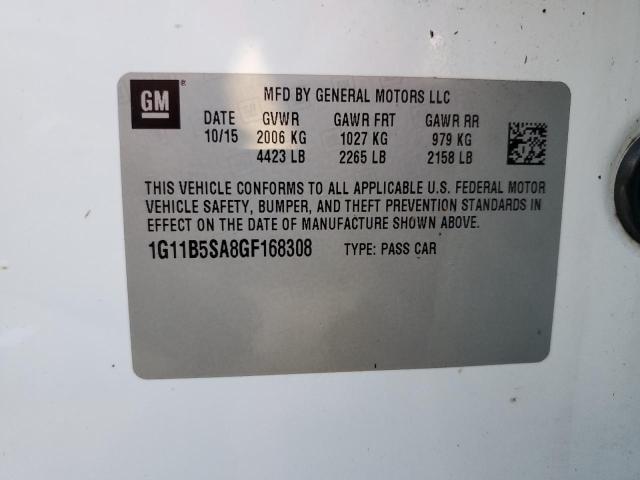 GM
MFD BY GENERAL MOTORS LLC
DATE GVWR GAWR FRT GAWR RR
10/15 2006 KG 1027 KG 979 KG
4423 LB 2265 LB 2158 LB
THIS VEHICLE CONFORMS TO ALL APPLICABLE U.S. FEDERAL MOTOR
VEHICLE SAFETY, BUMPER, AND THEFT PREVENTION STANDARDS IN
EFFECT ON THE DATE OF MANUFACTURE SHOWN ABOVE.
1G11B5SA8GF168308 TYPE: PASS CAR